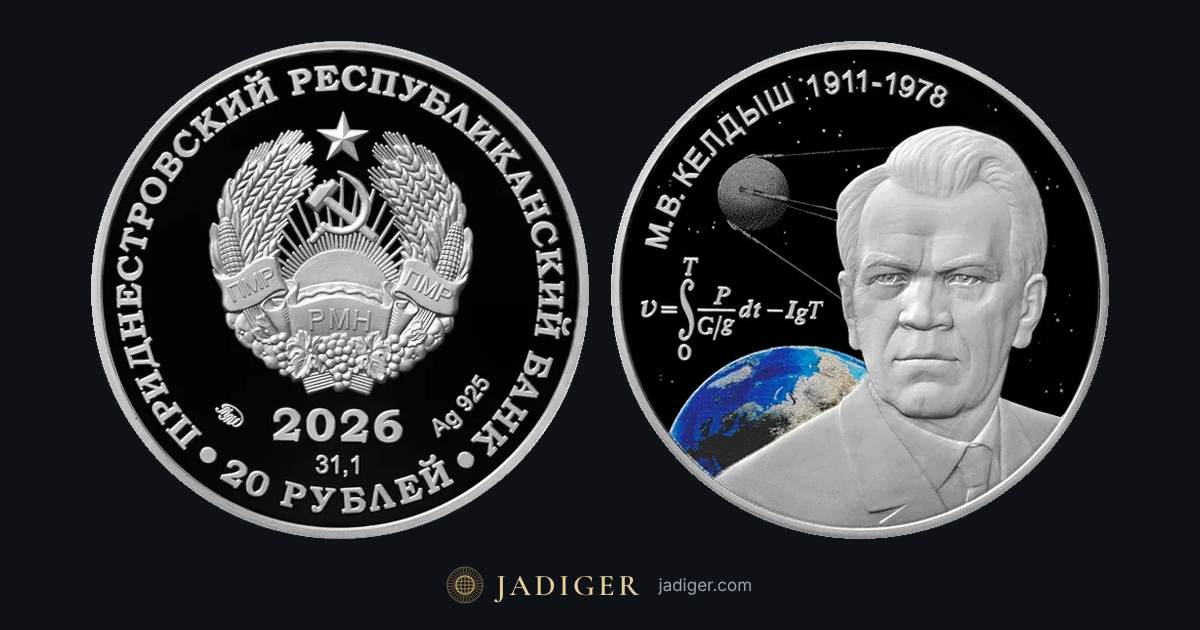 ПРИДНЕСТРОВСКИЙ РЕСПУБЛИКАНСКИЙ БАНК
ПМР
ПМР
РМН
2026
Ag 925
31,1
• 20 РУБЛЕЙ •
М.В. КЕЛДЫШ 1911-1978
T
υ=∫ P/(G/g) dt – IgT
O
JADIGER jadiger.com